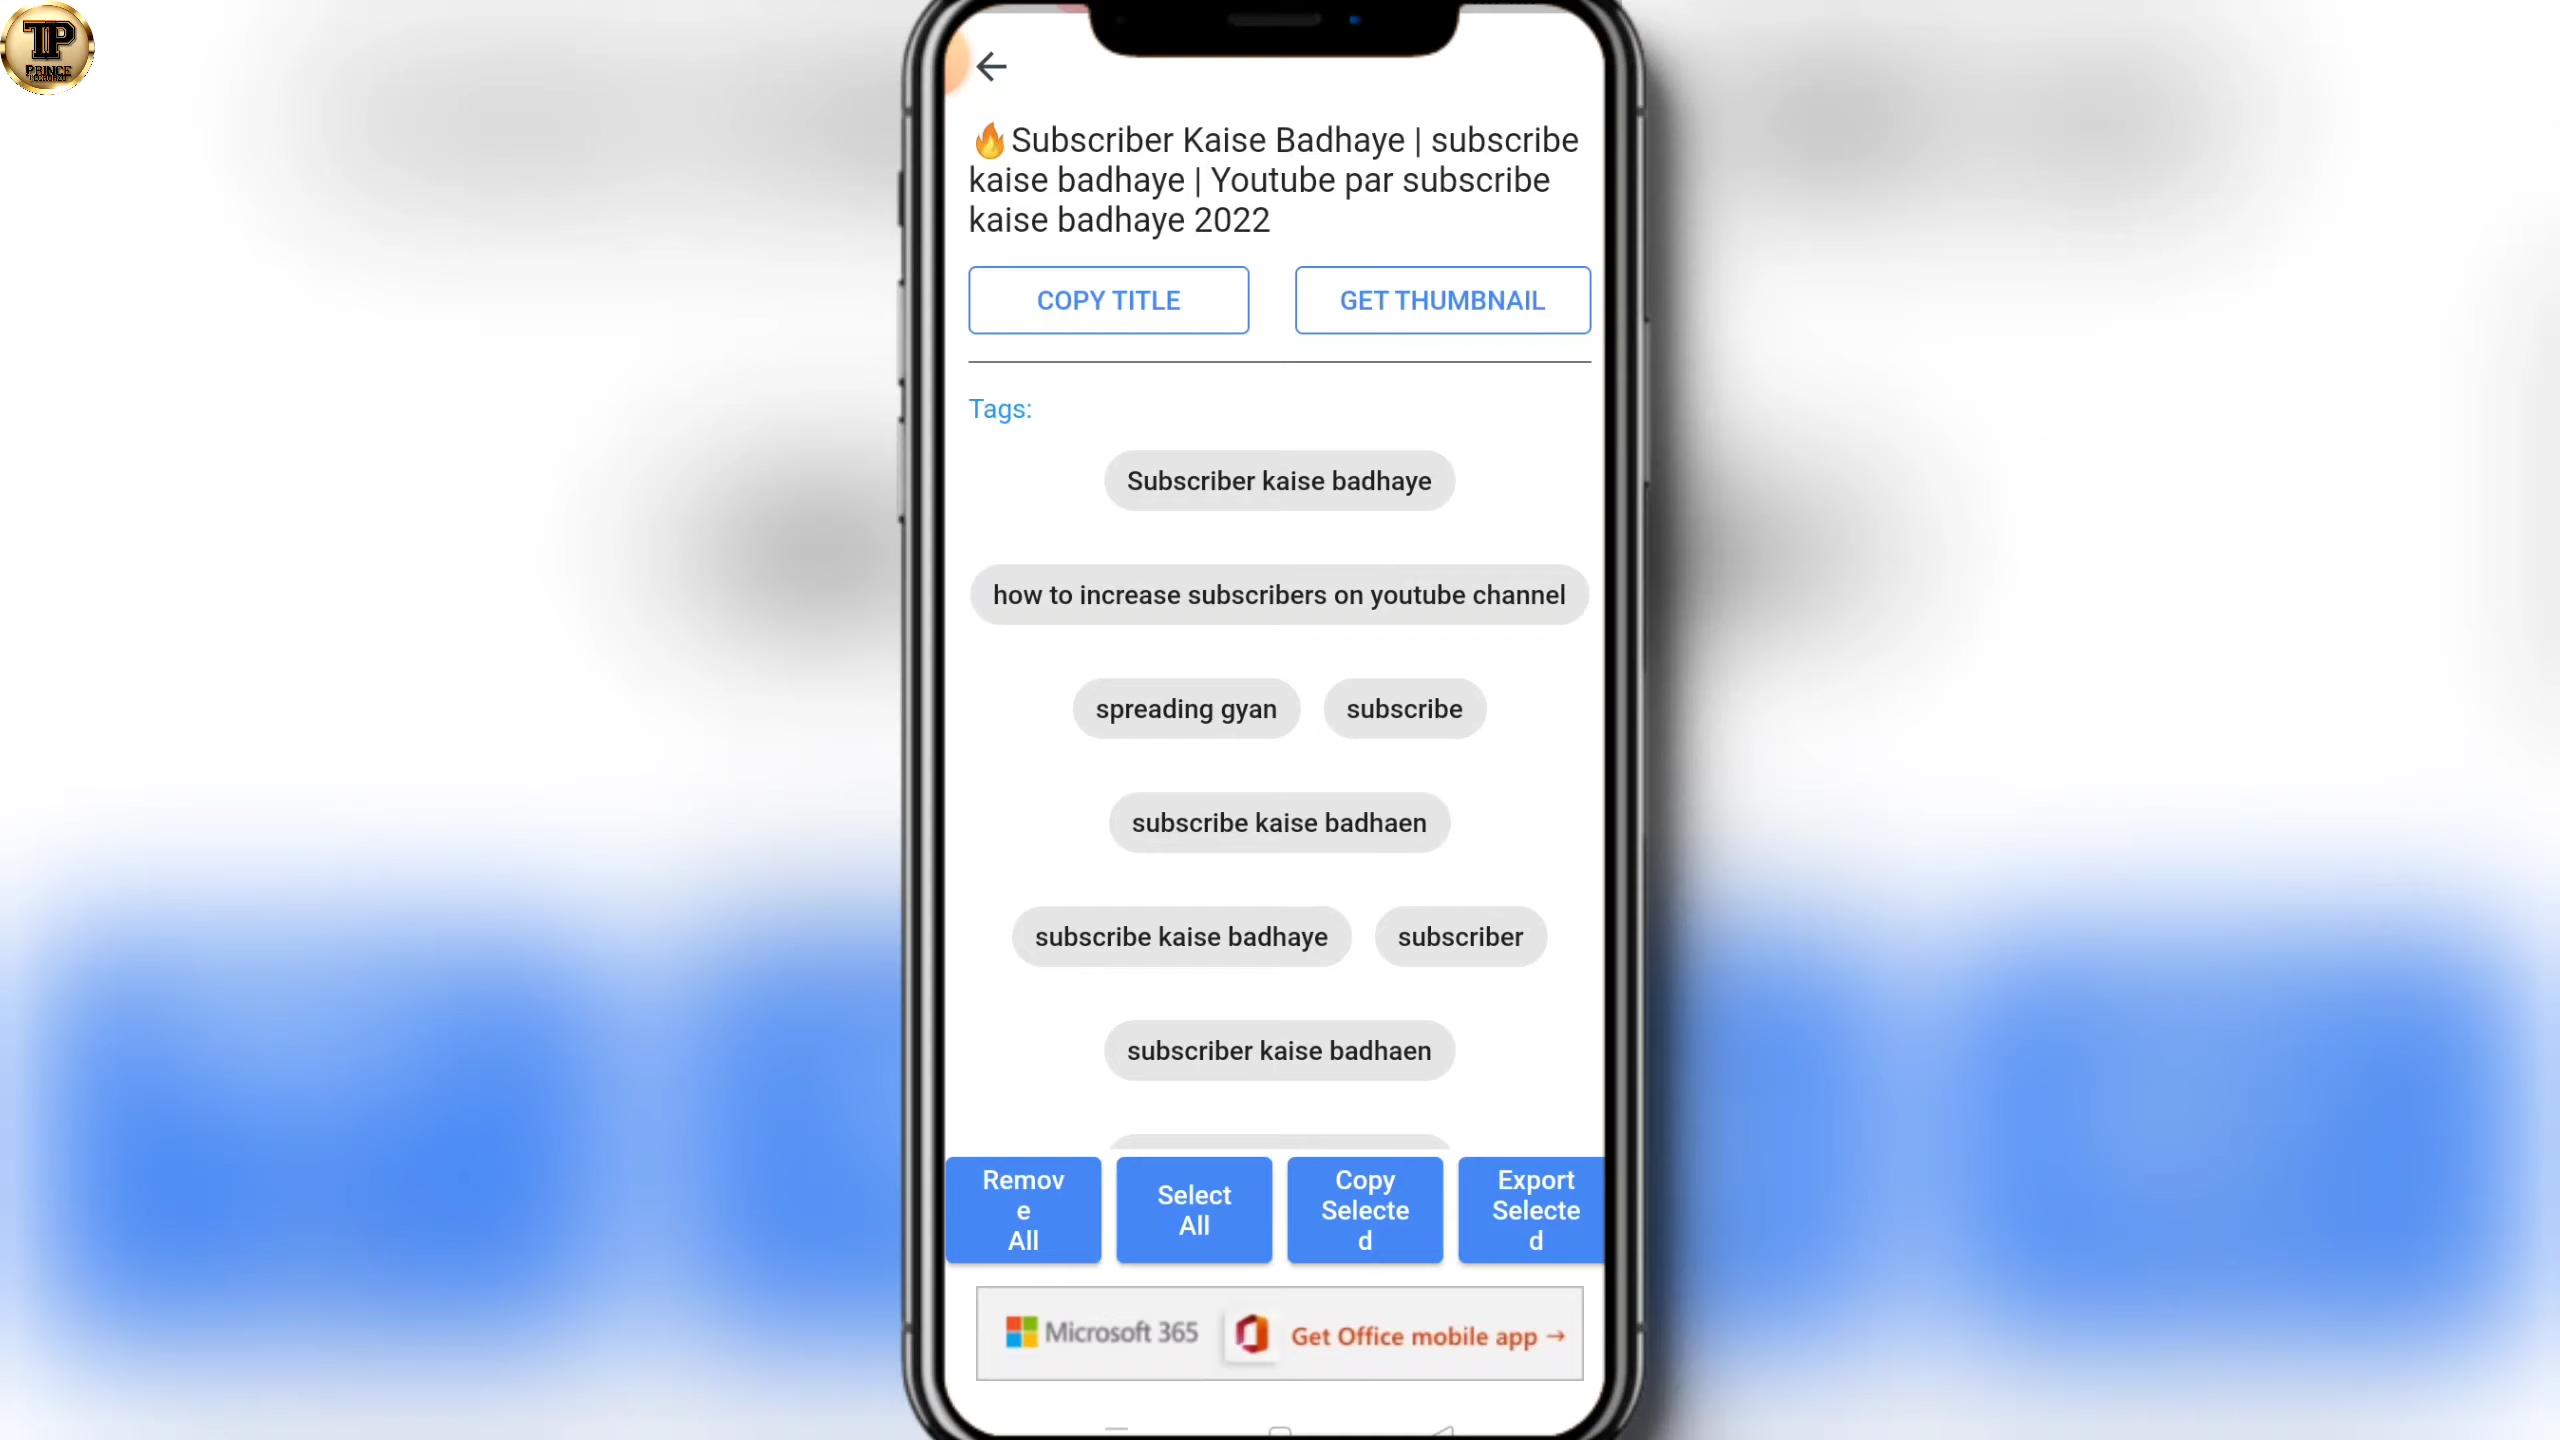 TP
PRINCE
🔥Subscriber Kaise Badhaye | subscribe
kaise badhaye | Youtube par subscribe
kaise badhaye 2022
COPY TITLE
GET THUMBNAIL
Tags:
Subscriber kaise badhaye
how to increase subscribers on youtube channel
spreading gyan
subscribe
subscribe kaise badhaen
subscribe kaise badhaye
subscriber
subscriber kaise badhaen
Remov
e
All
Select
All
Copy
Selecte
d
Export
Selecte
d
Microsoft 365
Get Office mobile app →